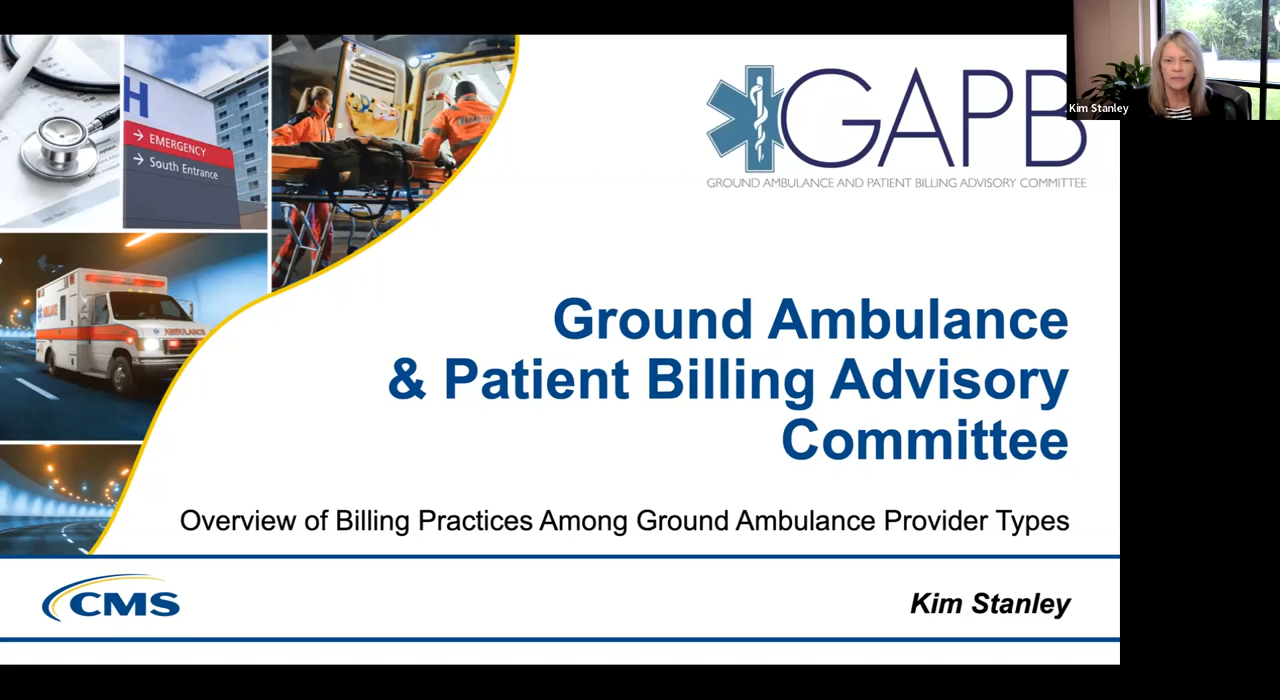 H
EMERGENCY
South Entrance
AMBULANCE
GAPB
GROUND AMBULANCE AND PATIENT BILLING ADVISORY COMMITTEE
Kim Stanley
Ground Ambulance
& Patient Billing Advisory
Committee
Overview of Billing Practices Among Ground Ambulance Provider Types
CMS
Kim Stanley